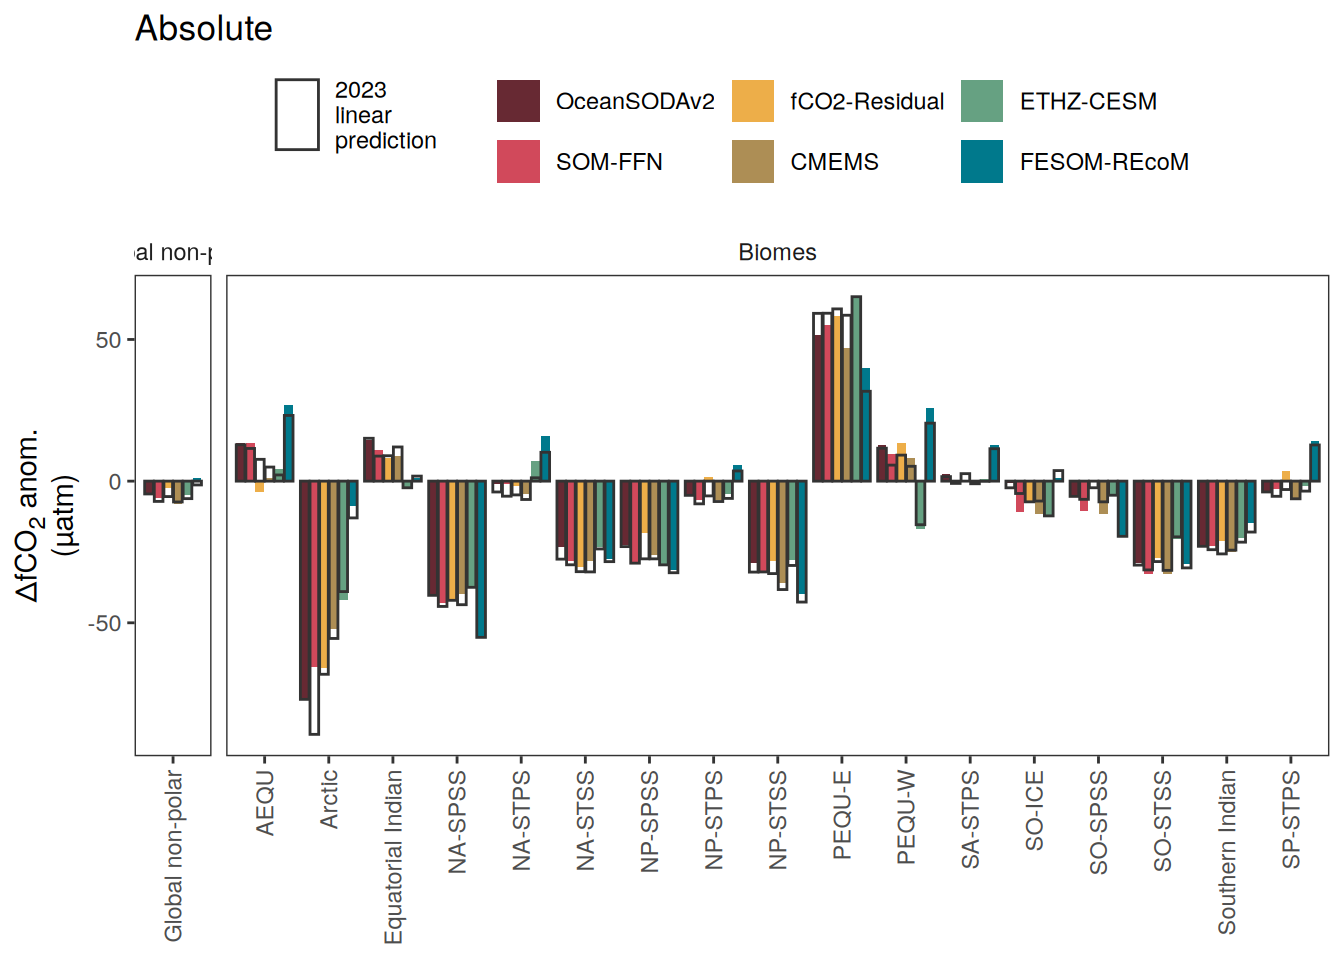 Absolute
2023
linear
prediction
OceanSODAv2
fCO2-Residual
ETHZ-CESM
SOM-FFN
CMEMS
FESOM-REcoM
al non-
Biomes
ΔfCO₂ anom.
(µatm)
50
0
-50
Global non-polar
AEQU
Arctic
Equatorial Indian
NA-SPSS
NA-STPS
NA-STSS
NP-SPSS
NP-STPS
NP-STSS
PEQU-E
PEQU-W
SA-STPS
SO-ICE
SO-SPSS
SO-STSS
Southern Indian
SP-STPS